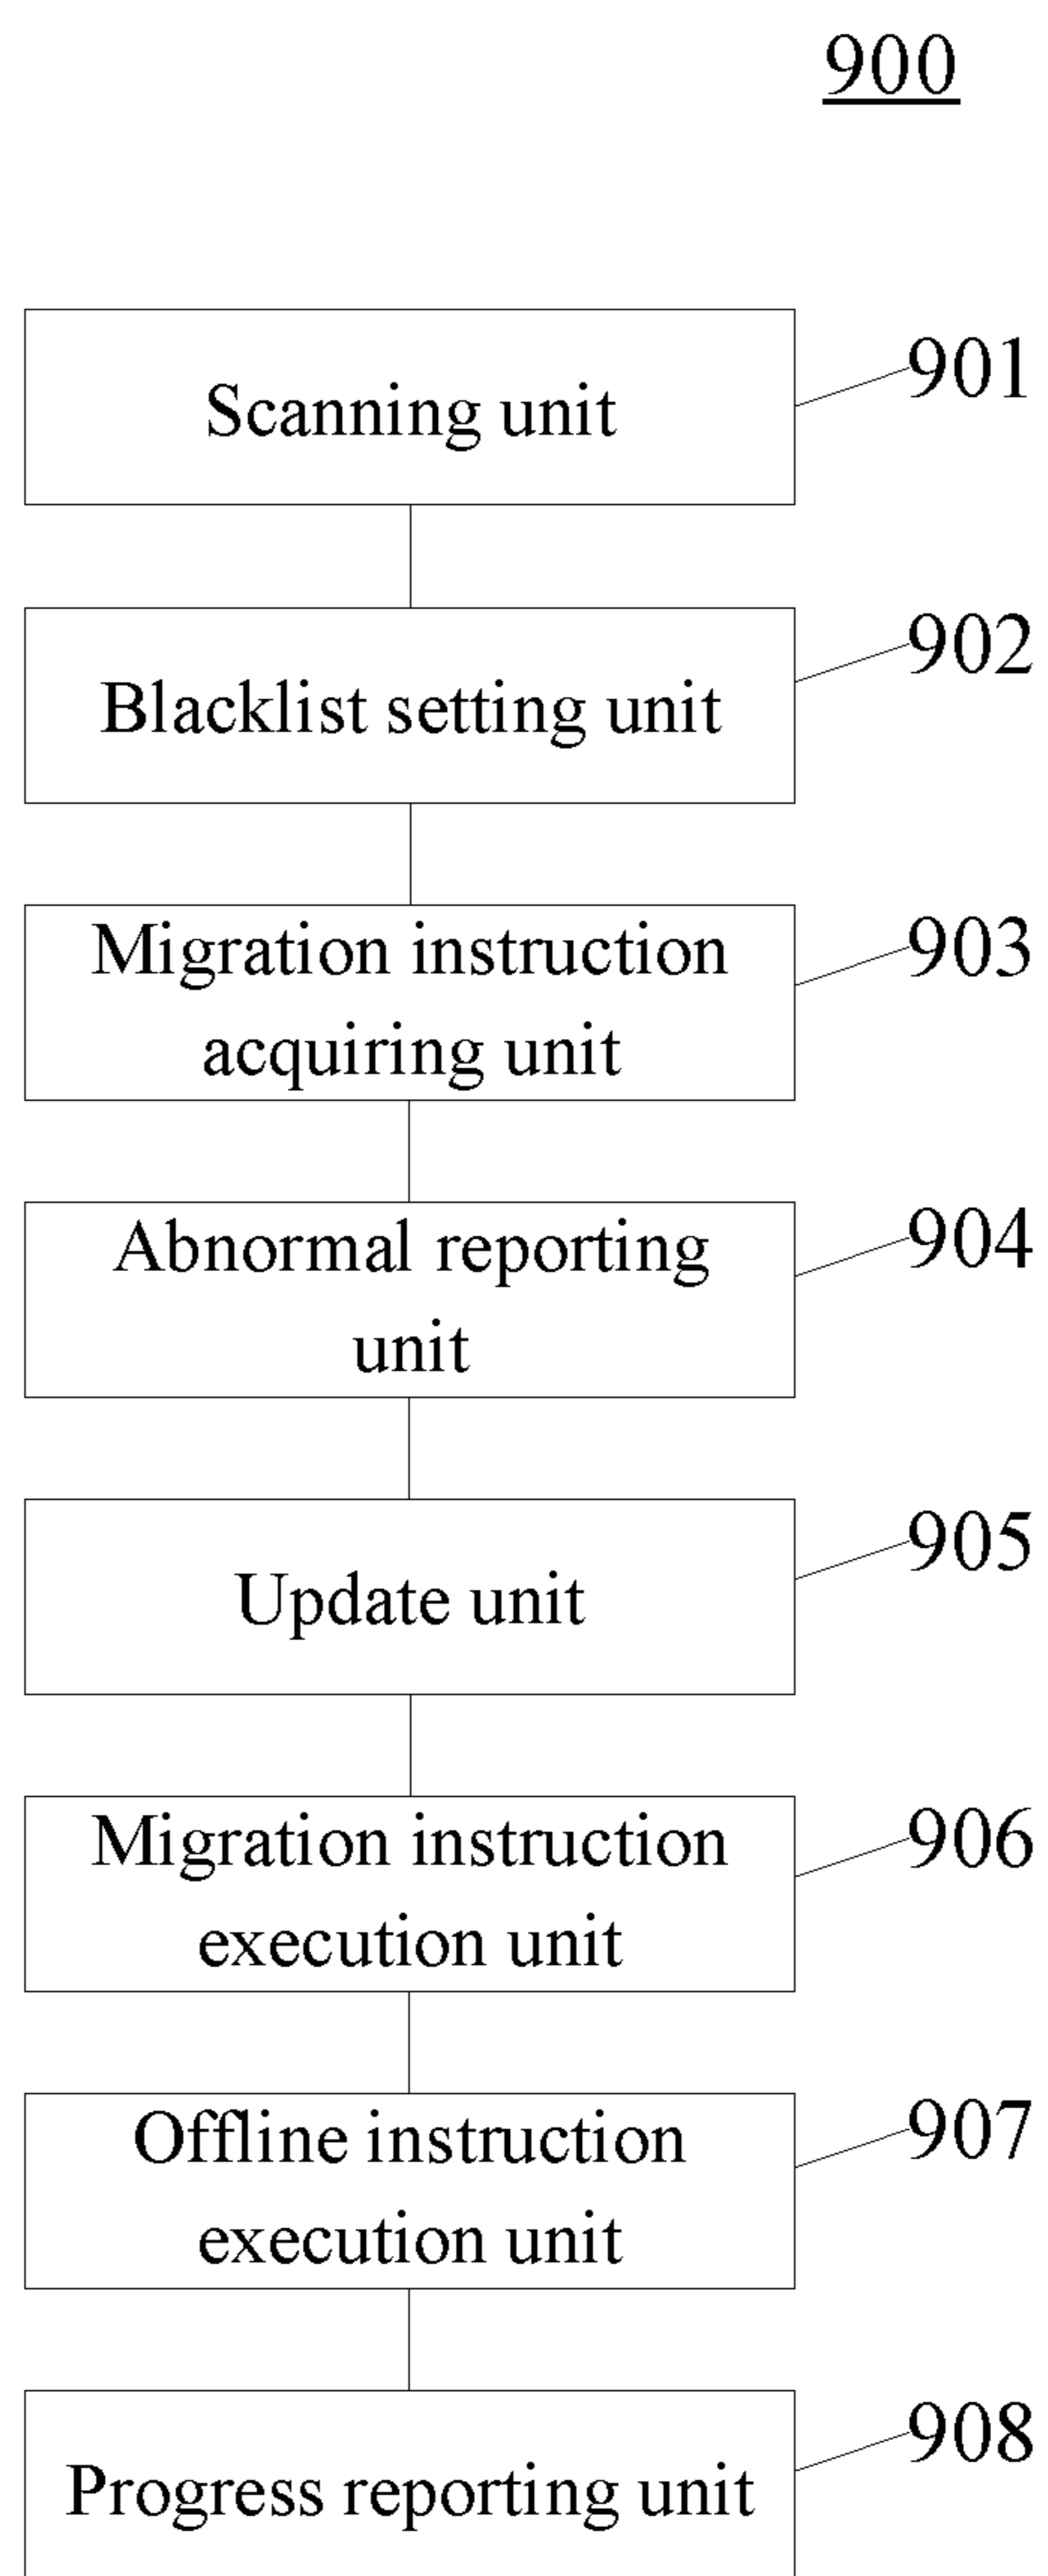 900
Scanning unit
901
Blacklist setting unit
902
Migration instruction
acquiring unit
903
Abnormal reporting
unit
904
Update unit
905
Migration instruction
execution unit
906
Offline instruction
execution unit
907
Progress reporting unit
908